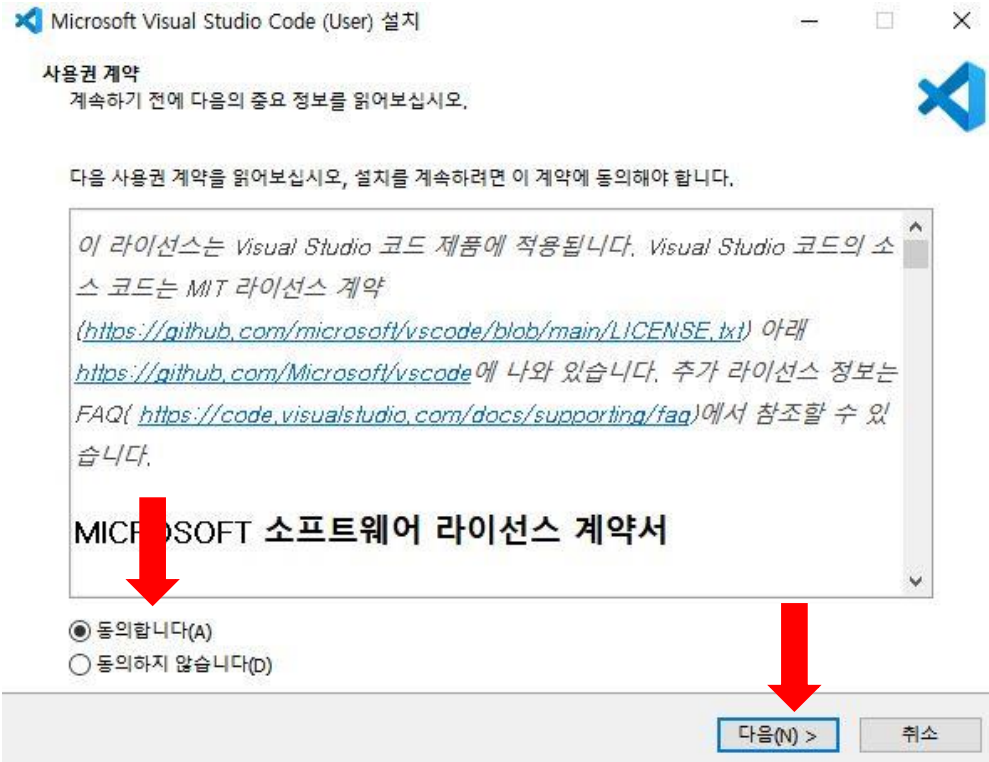 Microsoft Visual Studio Code (User) 설치
사용권 계약
계속하기 전에 다음의 중요 정보를 읽어보십시오.
다음 사용권 계약을 읽어보십시오, 설치를 계속하려면 이 계약에 동의해야 합니다.
이 라이선스는 Visual Studio 코드 제품에 적용됩니다. Visual Studio 코드의 소
스 코드는 MIT 라이선스 계약
(https://github.com/microsoft/vscode/blob/main/LICENSE.txt) 아래
https://github.com/Microsoft/vscode에 나와 있습니다. 추가 라이선스 정보는
FAQ( https://code.visualstudio.com/docs/supporting/faq)에서 참조할 수 있
습니다.
MICROSOFT 소프트웨어 라이선스 계약서
동의합니다(A)
동의하지 않습니다(D)
다음(N) >
취소